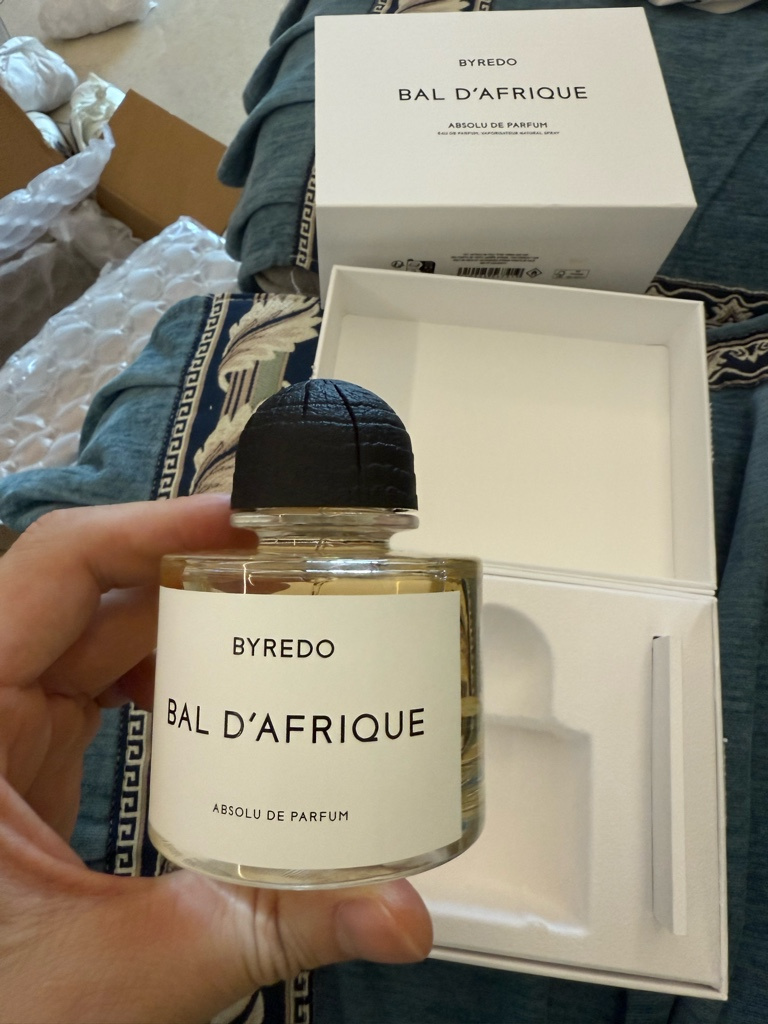 BYREDO
BAL D'AFRIQUE
ABSOLU DE PARFUM
EAU DE PARFUM, VAPORISATEUR NATURAL SPRAY
BYREDO
BAL D'AFRIQUE
ABSOLU DE PARFUM